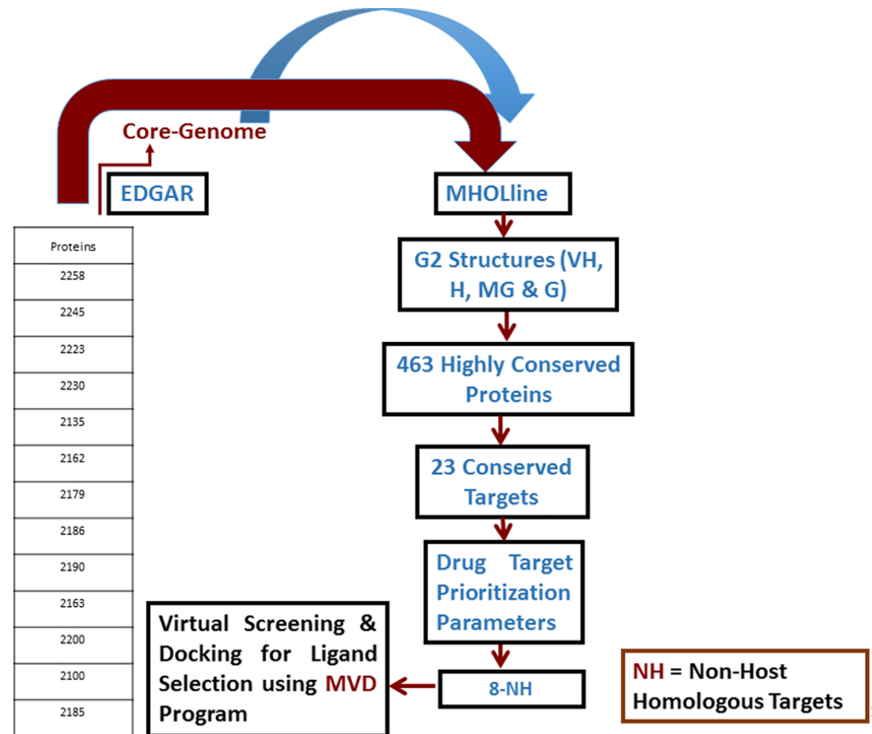 Core-Genome
EDGAR
MHOLline
Proteins
2258
2245
2223
2230
2135
2162
2179
2186
2190
2163
2200
2100
2185
G2 Structures (VH,
H, MG & G)
463 Highly Conserved
Proteins
23 Conserved
Targets
Drug Target
Prioritization
Parameters
8-NH
Virtual Screening &
Docking for Ligand
Selection using MVD
Program
NH = Non-Host
Homologous Targets